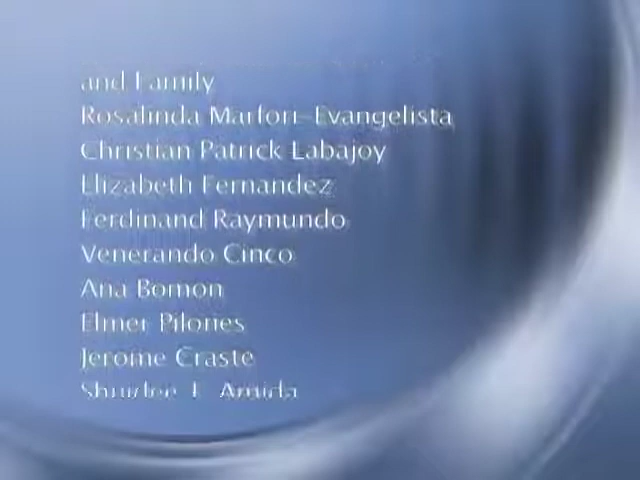 and Family
Rosalinda Marfori-Evangelista
Christian Patrick Labajoy
Elizabeth Fernandez
Ferdinand Raymundo
Venerando Cinco
Ana Bomon
Elmer Pilones
Jerome Craste